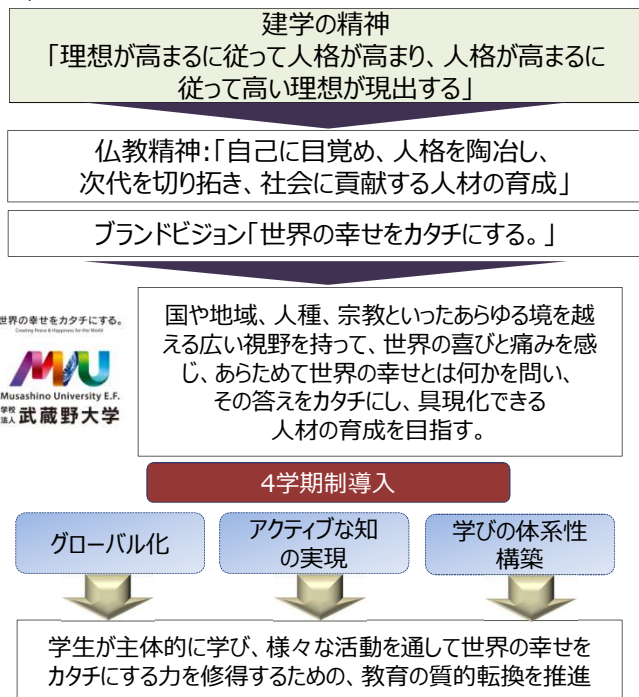 建学の精神
「理想が高まるに従って人格が高まり、人格が高まるに
従って高い理想が現出する」
仏教精神:「自己に目覚め、人格を陶冶し、
次代を切り拓き、社会に貢献する人材の育成」
ブランドビジョン「世界の幸せをカタチにする。」
世界の幸せをカタチにする。
Creating Peace & Happiness for the World
MU
Musashino University E.F.
学校法人 武蔵野大学
国や地域、人種、宗教といったあらゆる境を越
える広い視野を持って、世界の喜びと痛みを感
じ、あらためて世界の幸せとは何かを問い、
その答えをカタチにし、具現化できる
人材の育成を目指す。
4学期制導入
グローバル化
アクティブな知
の実現
学びの体系性
構築
学生が主体的に学び、様々な活動を通して世界の幸せを
カタチにする力を修得するための、教育の質的転換を推進